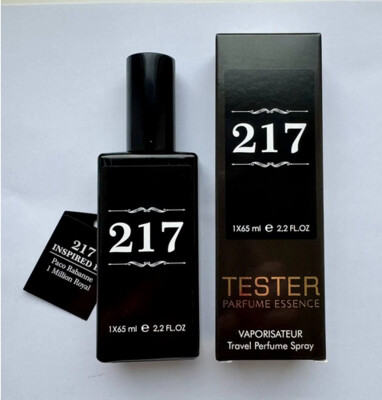 217
1X65 ml ℮ 2,2 FL.OZ
217
INSPIRED
Paco Rabanne
1 Million Royal
217
1X65 ml ℮ 2,2 FL.OZ
TESTER
PARFUME ESSENCE
VAPORISATEUR
Travel Perfume Spray